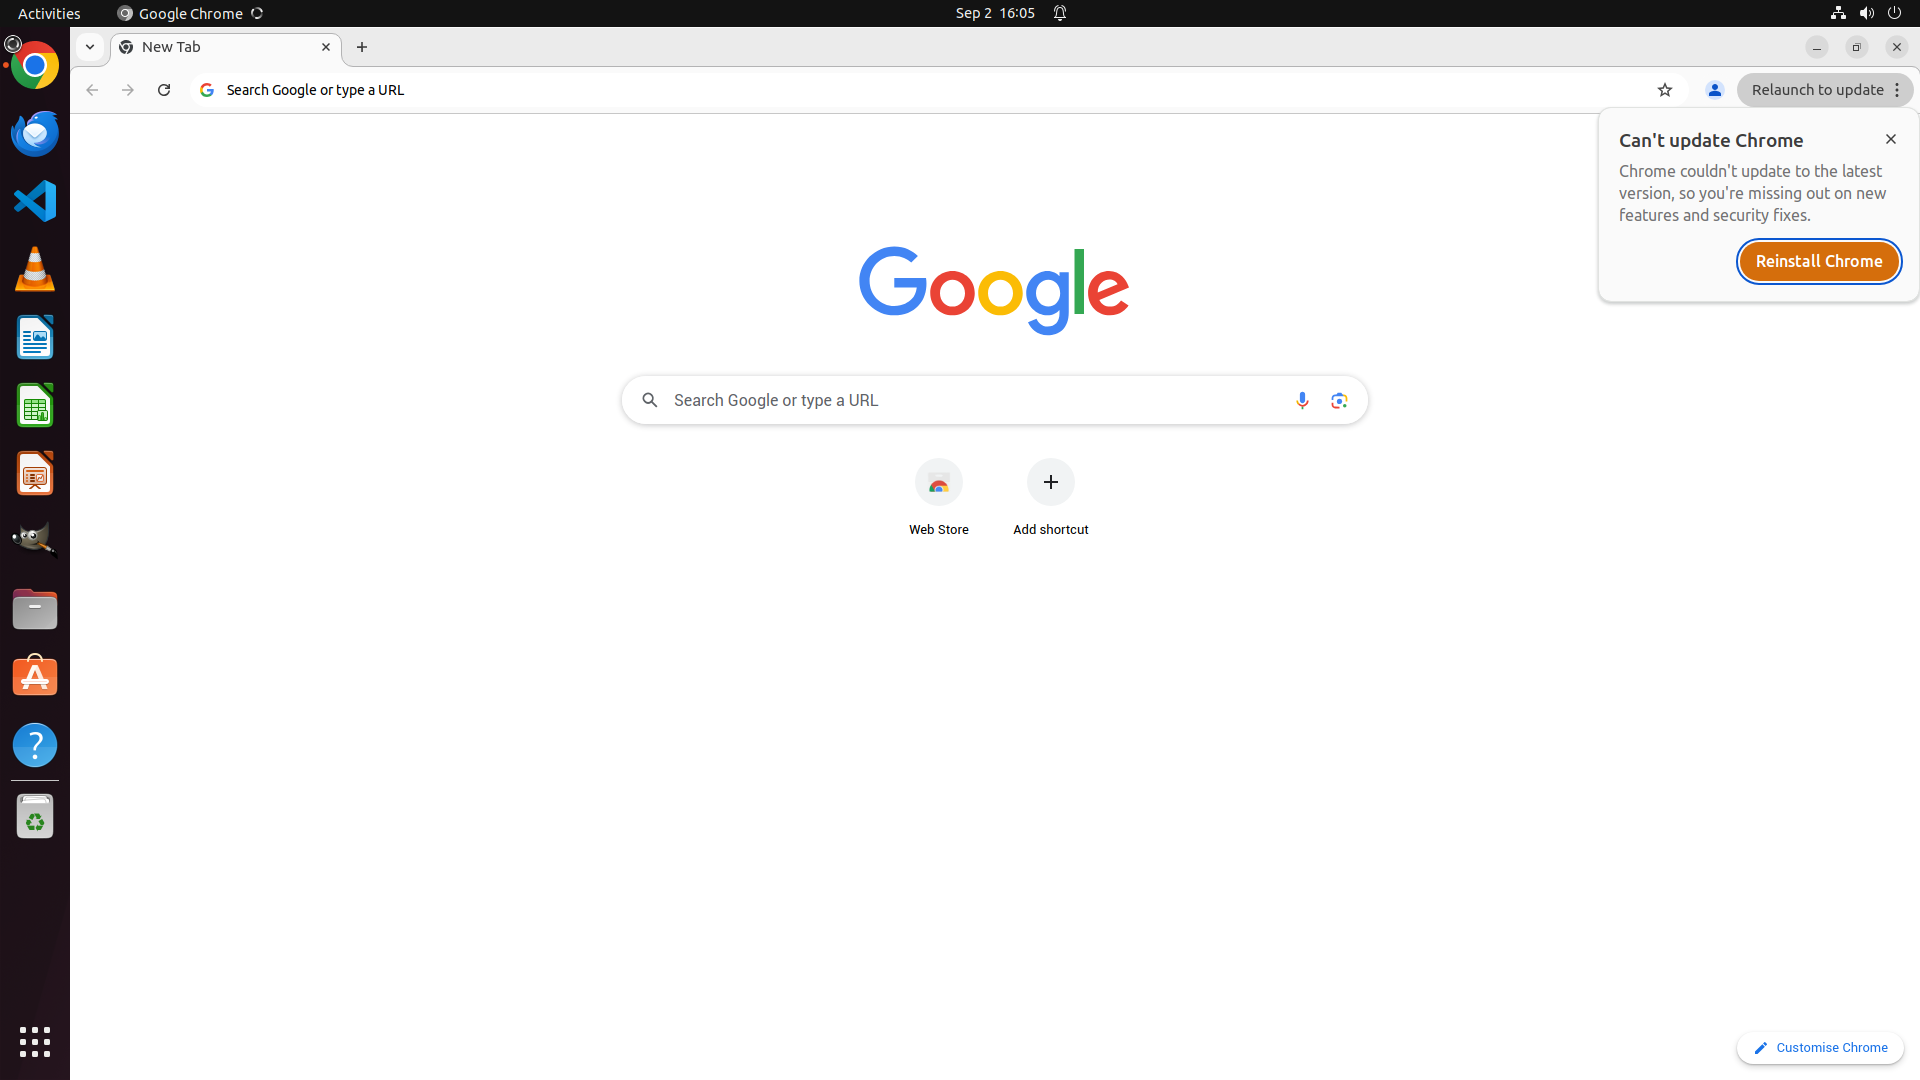 Activities
Google Chrome
Sep 2 16:05
New Tab
Search Google or type a URL
Relaunch to update
Can't update Chrome
Chrome couldn't update to the latest
version, so you're missing out on new
features and security fixes.
Reinstall Chrome
Google
Search Google or type a URL
Web Store
Add shortcut
Customise Chrome